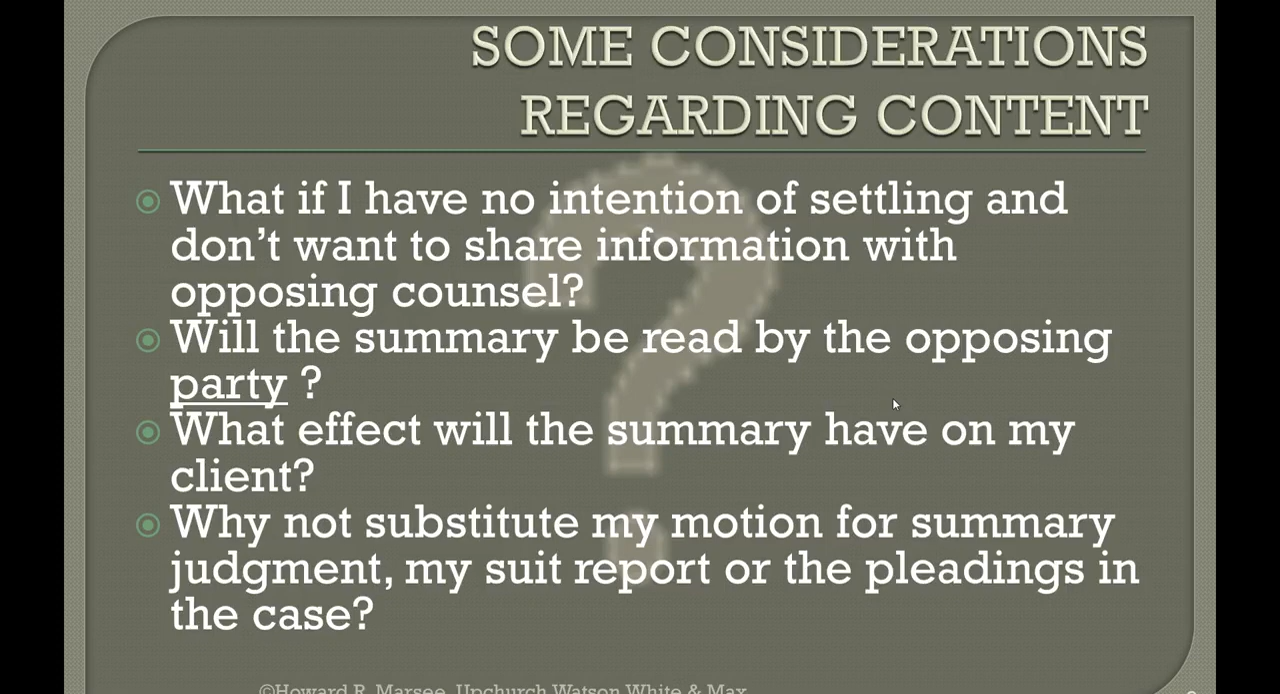 SOME CONSIDERATIONS
REGARDING CONTENT
What if I have no intention of settling and
don't want to share information with
opposing counsel?
Will the summary be read by the opposing
party ?
What effect will the summary have on my
client?
Why not substitute my motion for summary
judgment, my suit report or the pleadings in
the case?
©Howard R. Marsee, Upchurch Watson White & Max